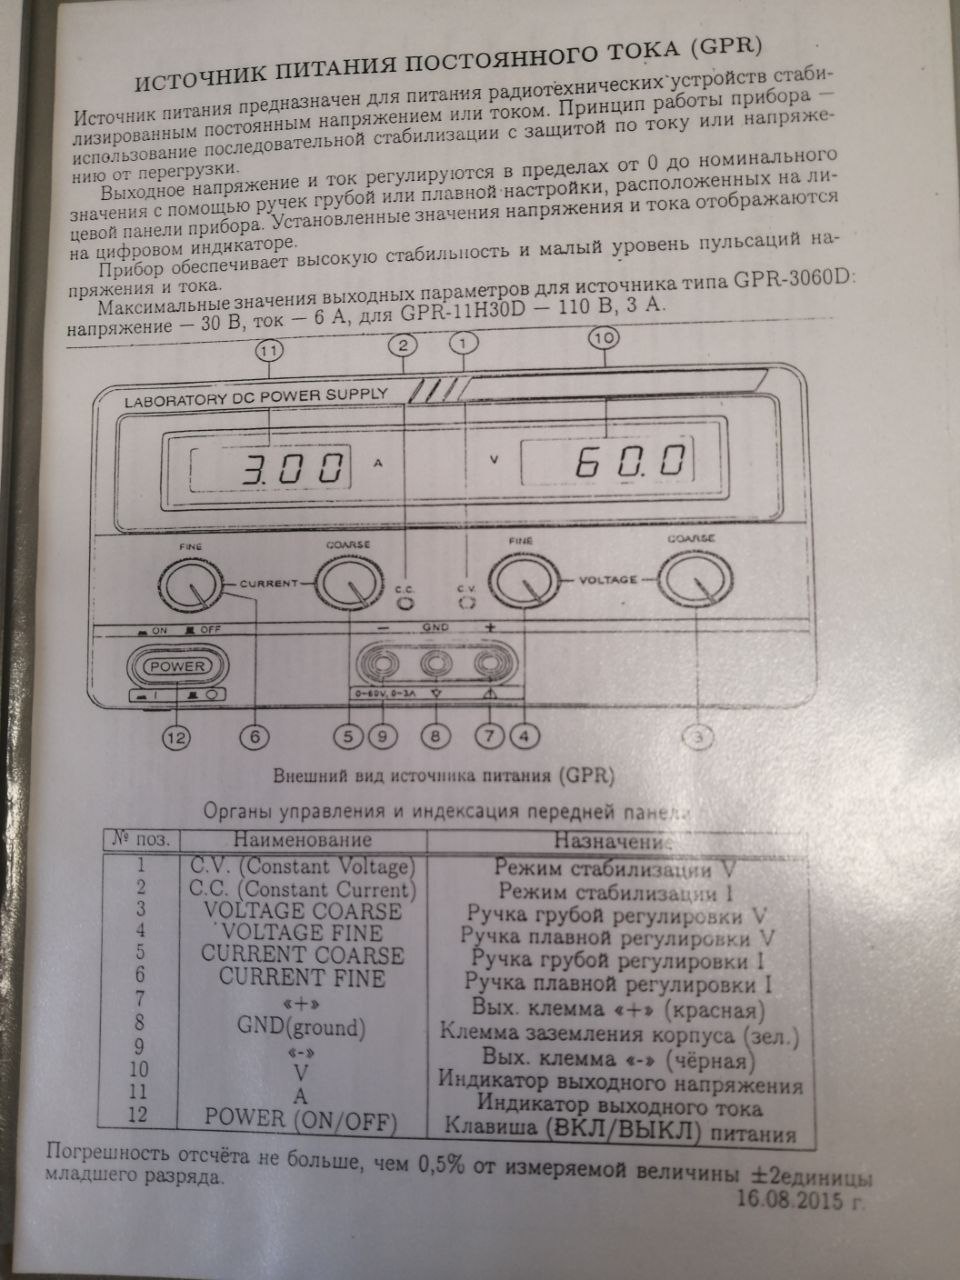 ИСТОЧНИК ПИТАНИЯ ПОСТОЯННОГО ТОКА (GPR)
Источник питания предназначен для питания радиотехнических устройств стаби-
лизированным постоянным напряжением или током. Принцип работы прибора —
использование последовательной стабилизации с защитой по току или напряже-
нию от перегрузки.
Выходное напряжение и ток регулируются в пределах от 0 до номинального
значения с помощью ручек грубой или плавной настройки, расположенных на ли-
цевой панели прибора. Установленные значения напряжения и тока отображаются
на цифровом индикаторе.
Прибор обеспечивает высокую стабильность и малый уровень пульсаций на-
пряжения и тока.
Максимальные значения выходных параметров для источника типа GPR-3060D:
напряжение — 30 В, ток — 6 А, для GPR-11H30D — 110 В, 3 А.
11 2 1 10
LABORATORY DC POWER SUPPLY
3.00 A V 60.0
FINE COARSE FINE COARSE
CURRENT C.C. C.V. VOLTAGE
ON OFF — GND +
POWER
0-60V, 0-3A
12 6 5 9 8 7 4 3
Внешний вид источника питания (GPR)
Органы управления и индексация передней панели
№ поз. Наименование Назначение
1 C.V. (Constant Voltage) Режим стабилизации V
2 C.C. (Constant Current) Режим стабилизации I
3 VOLTAGE COARSE Ручка грубой регулировки V
4 VOLTAGE FINE Ручка плавной регулировки V
5 CURRENT COARSE Ручка грубой регулировки I
6 CURRENT FINE Ручка плавной регулировки I
7 «+» Вых. клемма «+» (красная)
8 GND(ground) Клемма заземления корпуса (зел.)
9 «-» Вых. клемма «-» (чёрная)
10 V Индикатор выходного напряжения
11 A Индикатор выходного тока
12 POWER (ON/OFF) Клавиша (ВКЛ/ВЫКЛ) питания
Погрешность отсчёта не больше, чем 0,5% от измеряемой величины ±2единицы
младшего разряда.
16.08.2015 г.